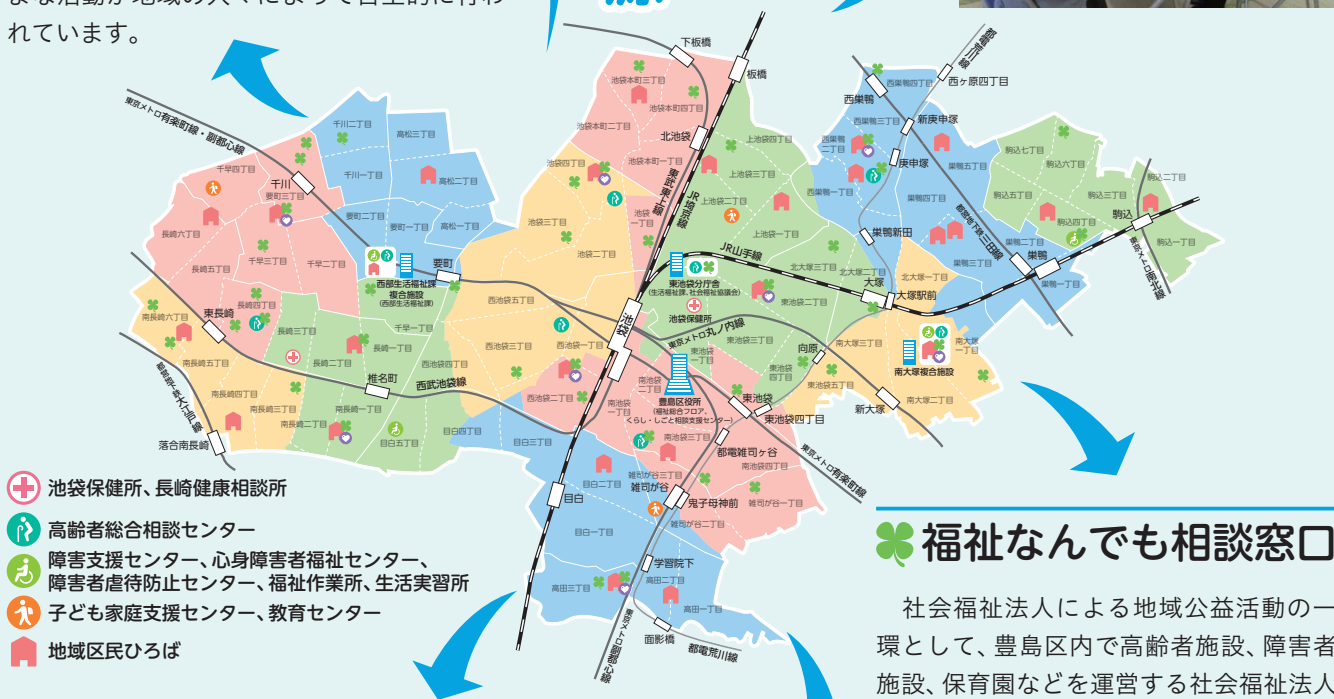 まな活動が地域の人々によって自主的に行わ
れています。
下板橋
板橋
都電荒川線
西ヶ原四丁目
西巣鴨
西巣鴨四丁目
新庚申塚
西巣鴨三丁目
庚申塚
西巣鴨
二丁目
巣鴨五丁目
西巣鴨一丁目
巣鴨四丁目
都営地下鉄三田線
巣鴨新田
巣鴨三丁目
巣鴨二丁目
巣鴨
巣鴨一丁目
駒込七丁目
駒込六丁目
駒込五丁目
駒込四丁目
駒込三丁目
駒込二丁目
駒込
駒込一丁目
東京メトロ南北線
池袋本町三丁目
池袋本町四丁目
池袋本町二丁目
北池袋
池袋本町一丁目
東武東上線
JR埼京線
上池袋四丁目
上池袋三丁目
上池袋二丁目
上池袋一丁目
JR山手線
池袋四丁目
池袋三丁目
池袋二丁目
池袋
一丁目
東京メトロ有楽町線・副都心線
千川二丁目
高松三丁目
千川一丁目
高松二丁目
千早四丁目
千川
要町三丁目
要町二丁目
要町一丁目
高松一丁目
長崎六丁目
長崎五丁目
千早三丁目
千早二丁目
要町
西部生活福祉課
複合施設
(西部生活福祉課)
東池袋分庁舎
(生活福祉課、社会福祉協議会)
池袋保健所
北大塚三丁目
北大塚二丁目
北大塚一丁目
大塚
大塚駅前
東池袋二丁目
東京メトロ丸ノ内線
東池袋三丁目
東池袋
一丁目
東池袋
四丁目
向原
東池袋五丁目
南大塚三丁目
南大塚
一丁目
南大塚複合施設
南大塚二丁目
新大塚
南長崎六丁目
東長崎
長崎四丁目
長崎三丁目
千早一丁目
長崎二丁目
長崎一丁目
南長崎五丁目
南長崎四丁目
南長崎三丁目
都営地下鉄大江戸線
落合南長崎
南長崎二丁目
南長崎一丁目
椎名町
西武池袋線
目白五丁目
目白四丁目
西池袋五丁目
西池袋四丁目
西池袋三丁目
西池袋一丁目
西池袋二丁目
池袋
南池袋
一丁目
南池袋
二丁目
豊島区役所
(福祉総合フロア、
くらし・しごと相談支援センター)
東池袋
東池袋四丁目
南池袋三丁目
都電雑司ヶ谷
南池袋四丁目
東京メトロ有楽町線
目白三丁目
目白二丁目
目白
目白一丁目
雑司が谷三丁目
雑司が谷
鬼子母神前
雑司が谷一丁目
雑司が谷二丁目
学習院下
高田三丁目
高田二丁目
高田一丁目
面影橋
都電荒川線
東京メトロ副都心線
池袋保健所、長崎健康相談所
高齢者総合相談センター
障害支援センター、心身障害者福祉センター、
障害者虐待防止センター、福祉作業所、生活実習所
子ども家庭支援センター、教育センター
地域区民ひろば
福祉なんでも相談窓口
社会福祉法人による地域公益活動の一
環として、豊島区内で高齢者施設、障害者
施設、保育園などを運営する社会福祉法人